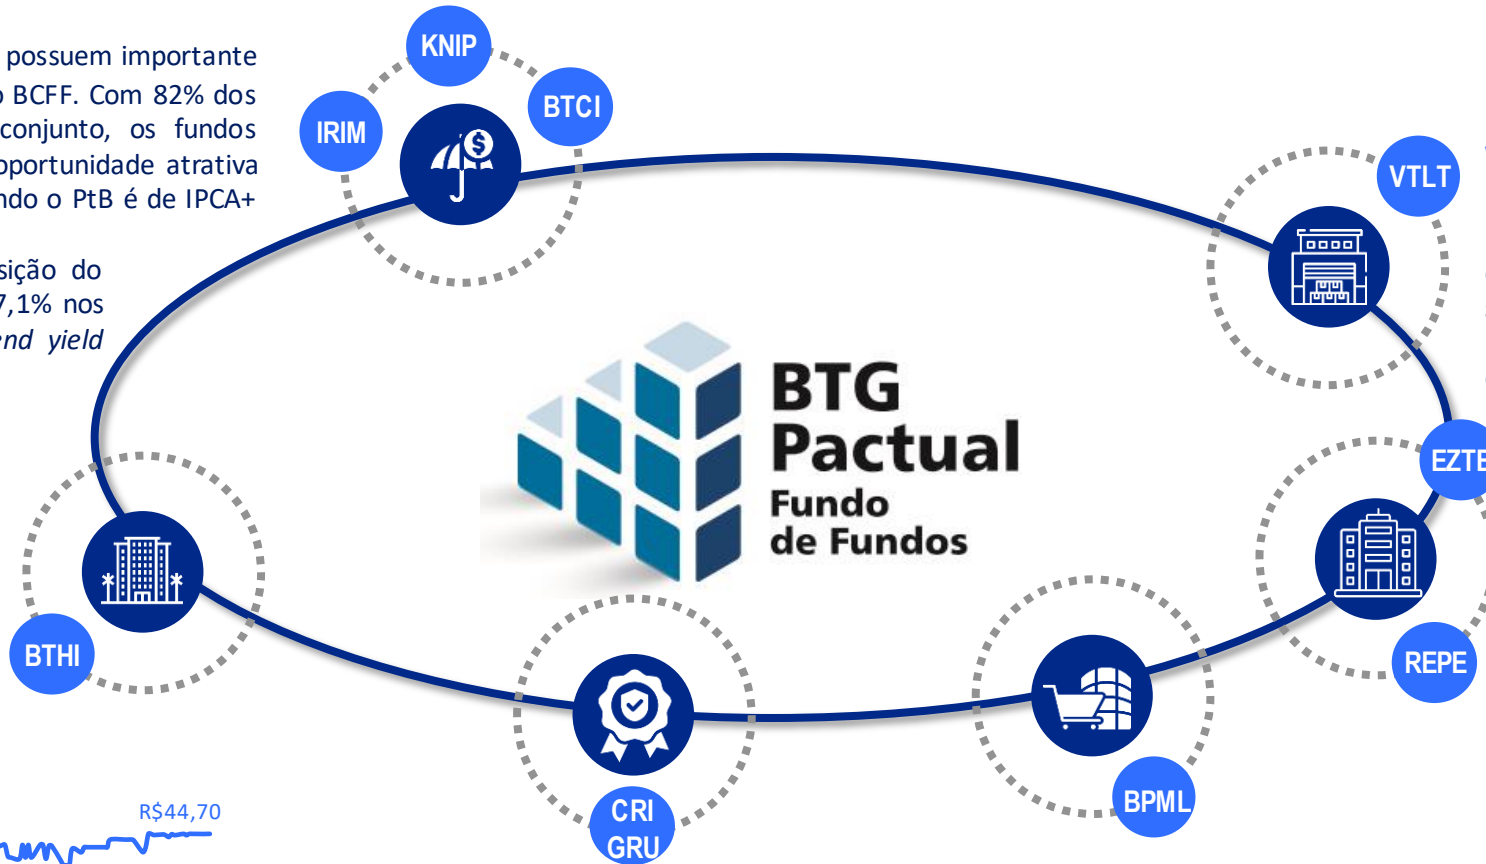 possuem importante
o BCFF. Com 82% dos
conjunto, os fundos
oportunidade atrativa
ndo o PtB é de IPCA+
sição do
7,1% nos
end yield
KNIP
IRIM
BTCI
VTLT
BTG
Pactual
Fundo
de Fundos
EZTB
REPE
BTHI
CRI
GRU
BPML
R$44,70